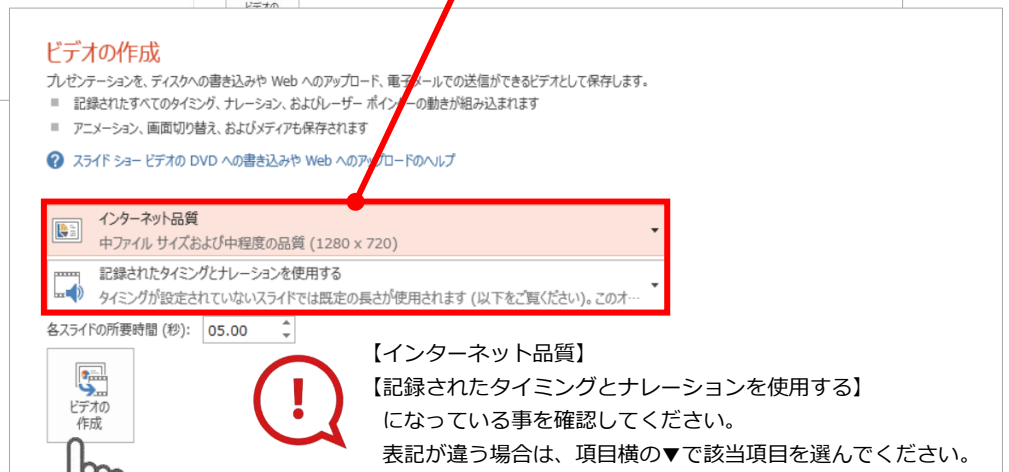 ビデオの
ビデオの作成
プレゼンテーションを、ディスクへの書き込みや Web へのアップロード、電子メールでの送信ができるビデオとして保存します。
■ 記録されたすべてのタイミング、ナレーション、およびレーザー ポインターの動きが組み込まれます
■ アニメーション、画面切り替え、およびメディアも保存されます
? スライド ショー ビデオの DVD への書き込みや Web へのアップロードのヘルプ
インターネット品質
中ファイル サイズおよび中程度の品質 (1280 x 720)
記録されたタイミングとナレーションを使用する
タイミングが設定されていないスライドでは既定の長さが使用されます (以下をご覧ください)。このオ…
各スライドの所要時間 (秒): 05.00
ビデオの
作成
!
【インターネット品質】
【記録されたタイミングとナレーションを使用する】
になっている事を確認してください。
表記が違う場合は、項目横の▼で該当項目を選んでください。